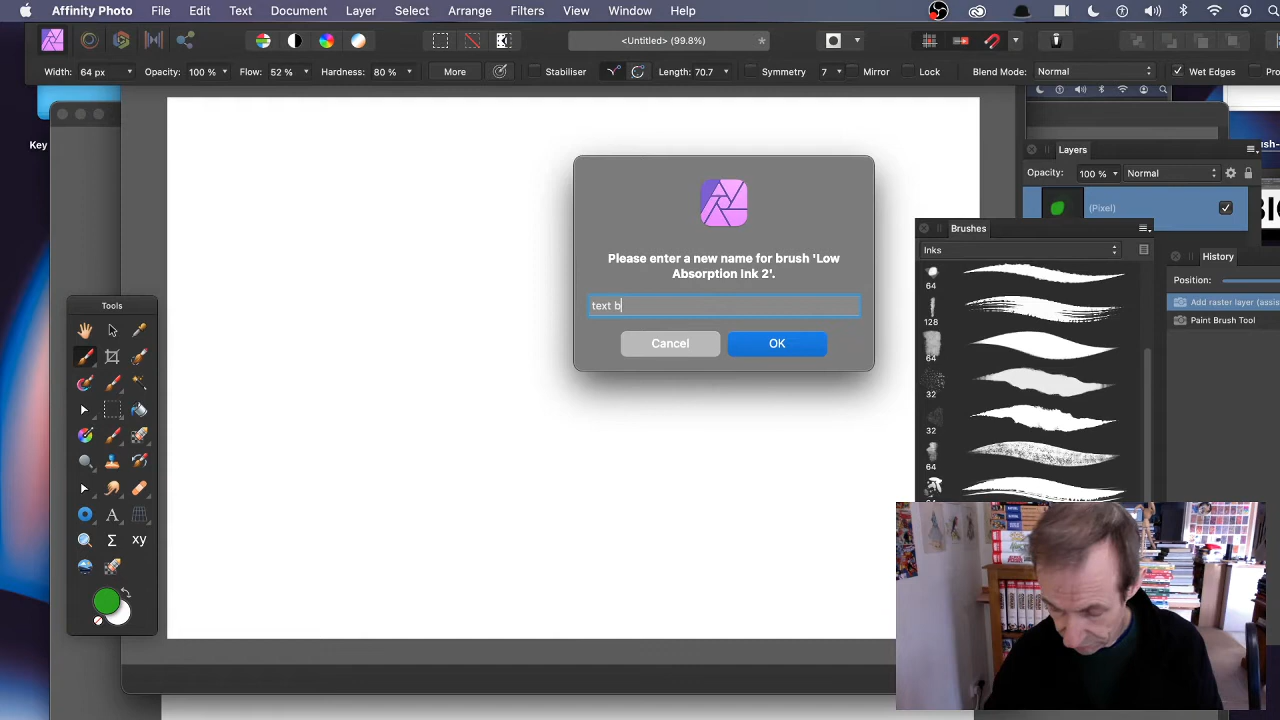 Affinity Photo File Edit Text Document Layer Select Arrange Filters View Window Help
<Untitled> (99.8%) *
Width: 64 px Opacity: 100 % Flow: 52 % Hardness: 80 % More Stabiliser Length: 70.7 Symmetry 7 Mirror Lock Blend Mode: Normal Wet Edges Pro
Key
Layers
Opacity: 100 % Normal
(Pixel)
Brushes
Inks
64
128
64
32
32
64
History
Position:
Add raster layer (assis
Paint Brush Tool
Please enter a new name for brush 'Low
Absorption Ink 2'.
text b
Cancel OK
Tools
A
Σ xy